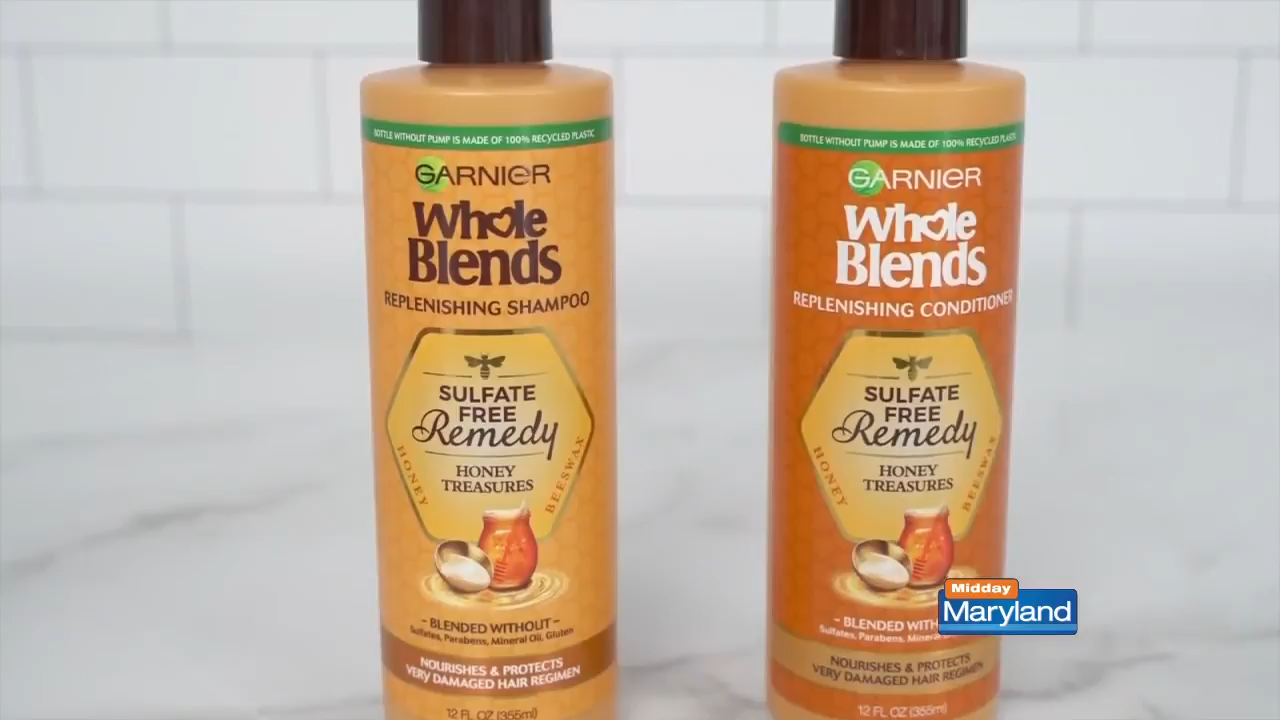 BOTTLE WITHOUT PUMP IS MADE OF 100% RECYCLED PLASTIC
GARNIER
Whole
Blends
REPLENISHING SHAMPOO
SULFATE
FREE
Remedy
HONEY
TREASURES
HONEY
BEESWAX
- BLENDED WITHOUT -
Sulfates, Parabens, Mineral Oil, Gluten
NOURISHES & PROTECTS
VERY DAMAGED HAIR REGIMEN
12 FL OZ (355ml)
BOTTLE WITHOUT PUMP IS MADE OF 100% RECYCLED PLASTIC
GARNIER
Whole
Blends
REPLENISHING CONDITIONER
SULFATE
FREE
Remedy
HONEY
TREASURES
HONEY
BEESWAX
- BLENDED WITH
Sulfates, Parabens, Mineral
NOURISHES & PROTECTS
VERY DAMAGED HAIR REGIMEN
12 FL OZ (355ml)
Midday
Maryland